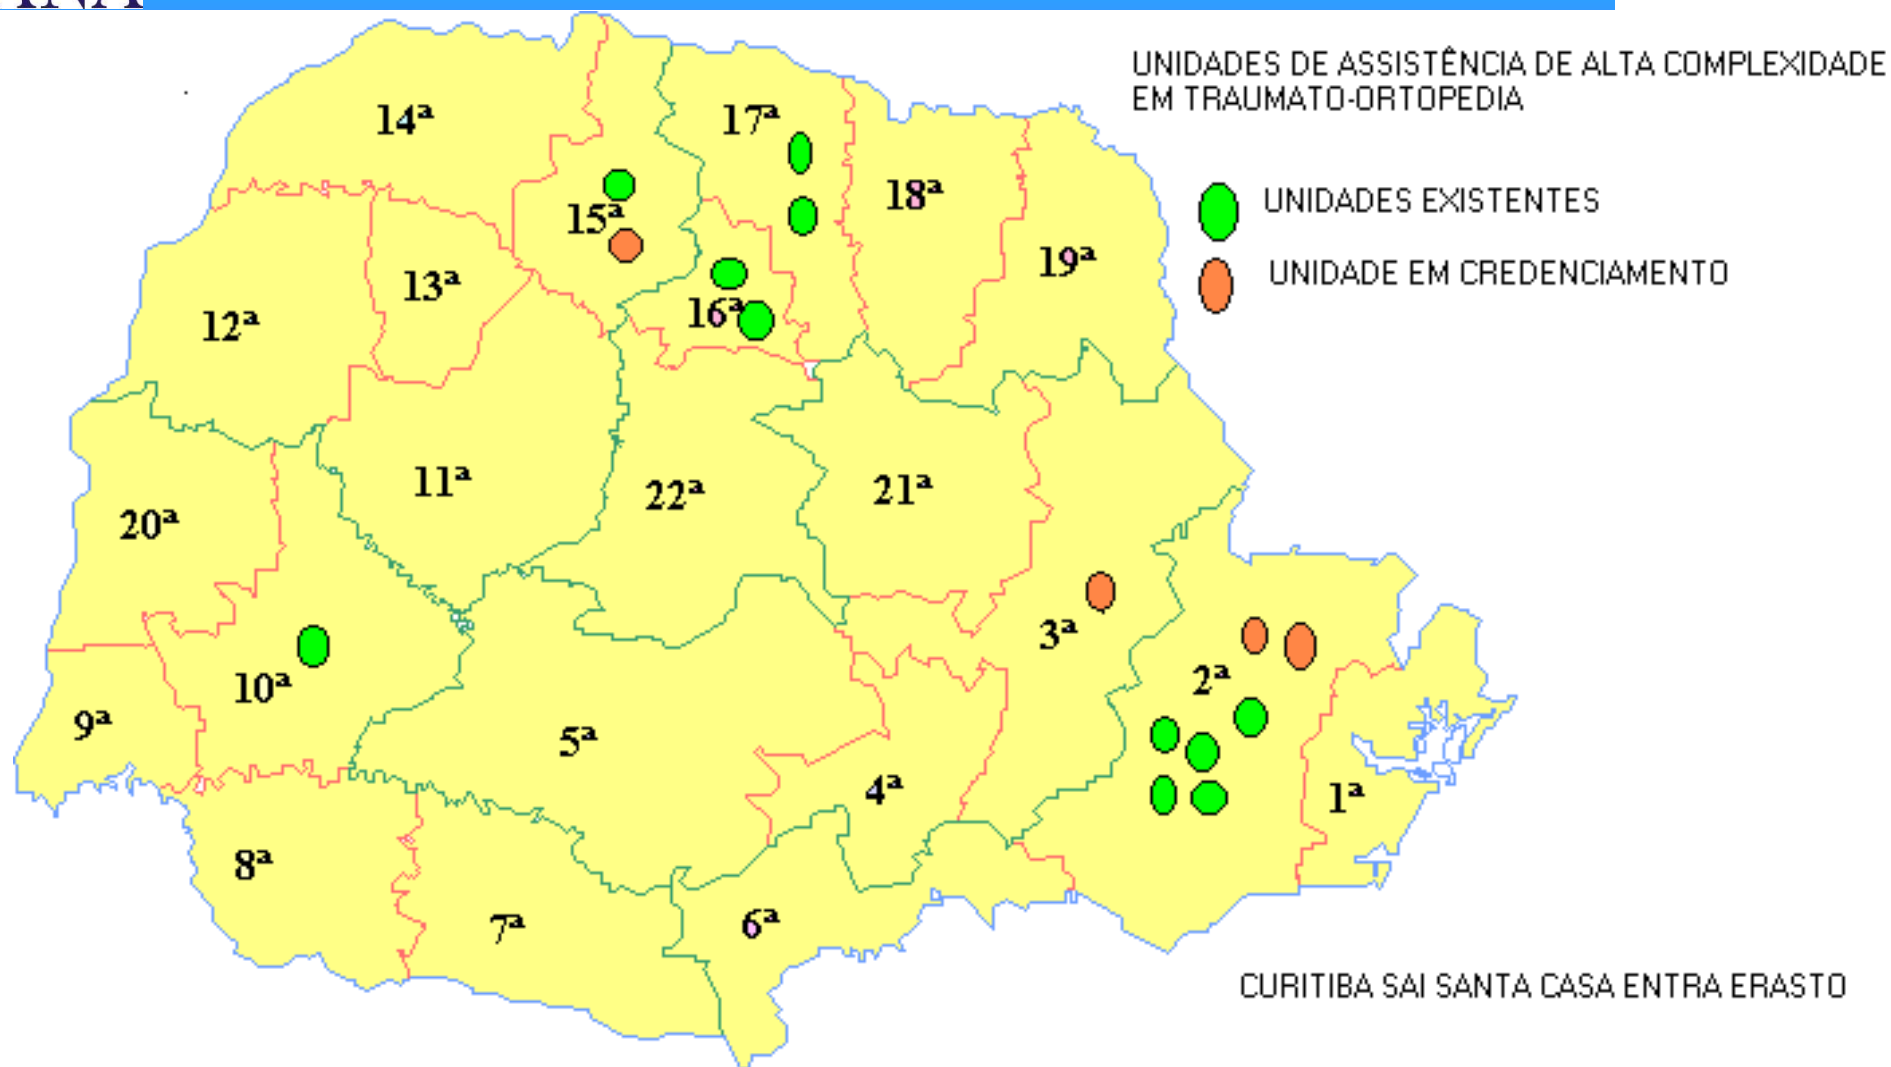 UNIDADES DE ASSISTÊNCIA DE ALTA COMPLEXIDADE
EM TRAUMATO-ORTOPEDIA
UNIDADES EXISTENTES
UNIDADE EM CREDENCIAMENTO
14ª
17ª
18ª
15ª
19ª
13ª
16ª
12ª
11ª
22ª
21ª
20ª
3ª
2ª
10ª
9ª
5ª
4ª
1ª
8ª
7ª
6ª
CURITIBA SAI SANTA CASA ENTRA ERASTO